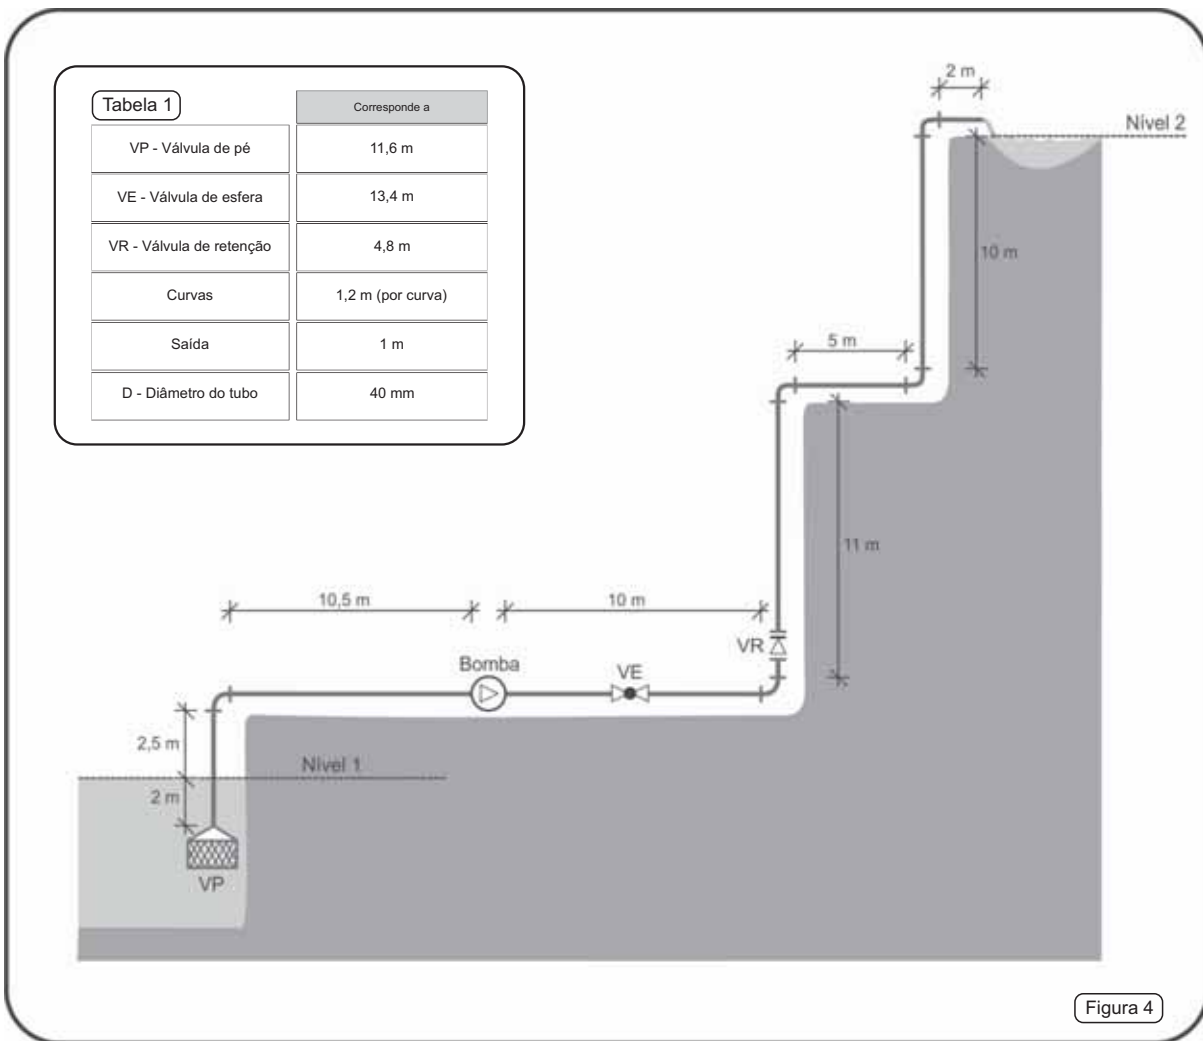 Tabela 1
Corresponde a
VP - Válvula de pé
11,6 m
VE - Válvula de esfera
13,4 m
VR - Válvula de retenção
4,8 m
Curvas
1,2 m (por curva)
Saída
1 m
D - Diâmetro do tubo
40 mm
2 m
Nível 2
10 m
5 m
11 m
10,5 m
10 m
VR
Bomba
VE
2,5 m
Nível 1
2 m
VP
Figura 4